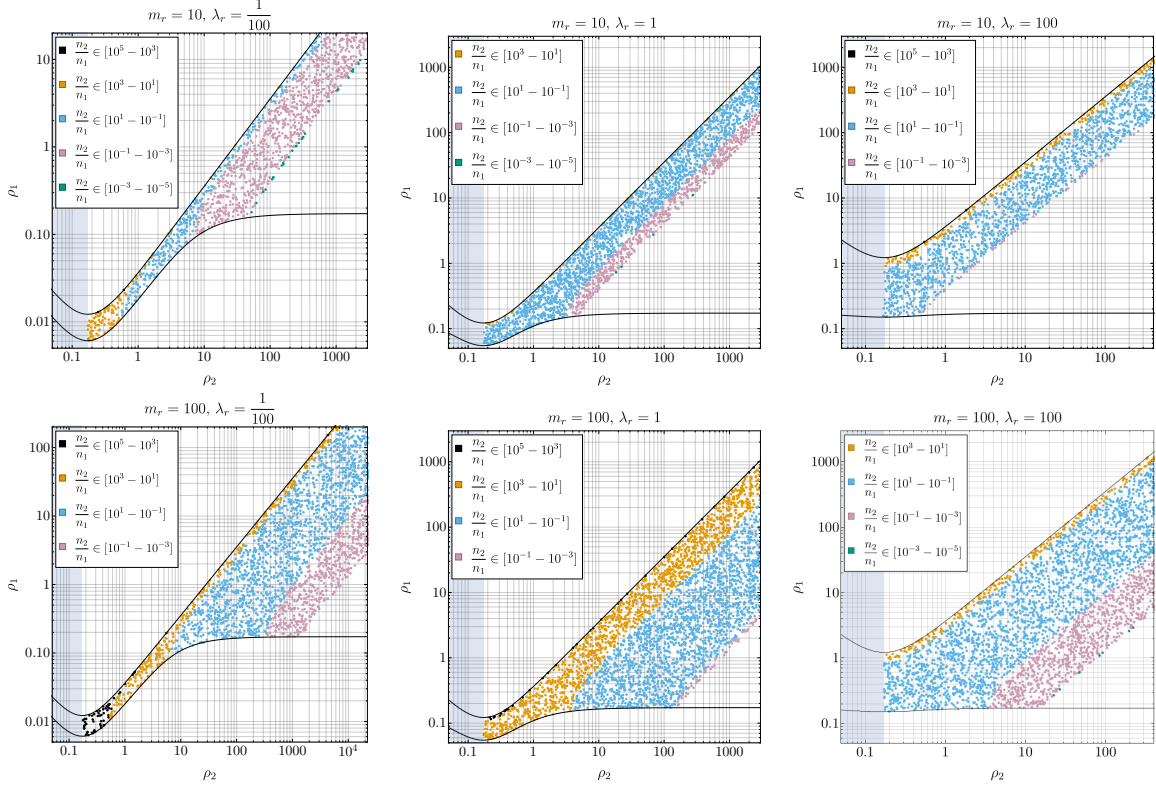 m_r = 10, λ_r = 1/100
n_2/n_1 ∈ [10^5 − 10^3]
n_2/n_1 ∈ [10^3 − 10^1]
n_2/n_1 ∈ [10^1 − 10^{-1}]
n_2/n_1 ∈ [10^{-1} − 10^{-3}]
n_2/n_1 ∈ [10^{-3} − 10^{-5}]
ρ_1
10
1
0.10
0.01
0.1 1 10 100 1000
ρ_2
m_r = 10, λ_r = 1
n_2/n_1 ∈ [10^3 − 10^1]
n_2/n_1 ∈ [10^1 − 10^{-1}]
n_2/n_1 ∈ [10^{-1} − 10^{-3}]
n_2/n_1 ∈ [10^{-3} − 10^{-5}]
ρ_1
1000
100
10
1
0.1
0.1 1 10 100 1000
ρ_2
m_r = 10, λ_r = 100
n_2/n_1 ∈ [10^5 − 10^3]
n_2/n_1 ∈ [10^3 − 10^1]
n_2/n_1 ∈ [10^1 − 10^{-1}]
n_2/n_1 ∈ [10^{-1} − 10^{-3}]
ρ_1
1000
100
10
1
0.1
0.1 1 10 100
ρ_2
m_r = 100, λ_r = 1/100
n_2/n_1 ∈ [10^5 − 10^3]
n_2/n_1 ∈ [10^3 − 10^1]
n_2/n_1 ∈ [10^1 − 10^{-1}]
n_2/n_1 ∈ [10^{-1} − 10^{-3}]
ρ_1
100
10
1
0.10
0.01
0.1 1 10 100 1000 10^4
ρ_2
m_r = 100, λ_r = 1
n_2/n_1 ∈ [10^5 − 10^3]
n_2/n_1 ∈ [10^3 − 10^1]
n_2/n_1 ∈ [10^1 − 10^{-1}]
n_2/n_1 ∈ [10^{-1} − 10^{-3}]
ρ_1
1000
100
10
1
0.1
0.1 1 10 100 1000
ρ_2
m_r = 100, λ_r = 100
n_2/n_1 ∈ [10^3 − 10^1]
n_2/n_1 ∈ [10^1 − 10^{-1}]
n_2/n_1 ∈ [10^{-1} − 10^{-3}]
n_2/n_1 ∈ [10^{-3} − 10^{-5}]
ρ_1
1000
100
10
1
0.1
0.1 1 10 100
ρ_2